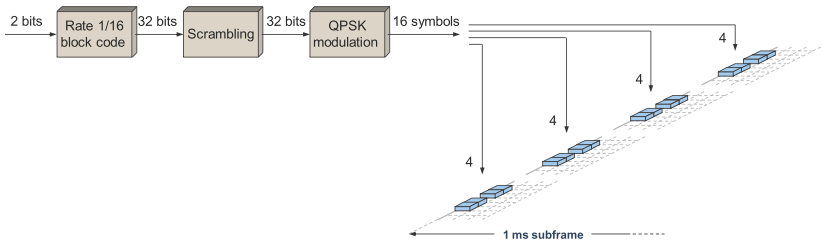 2 bits
Rate 1/16
block code
32 bits
Scrambling
32 bits
QPSK
modulation
16 symbols
4
4
4
4
1 ms subframe